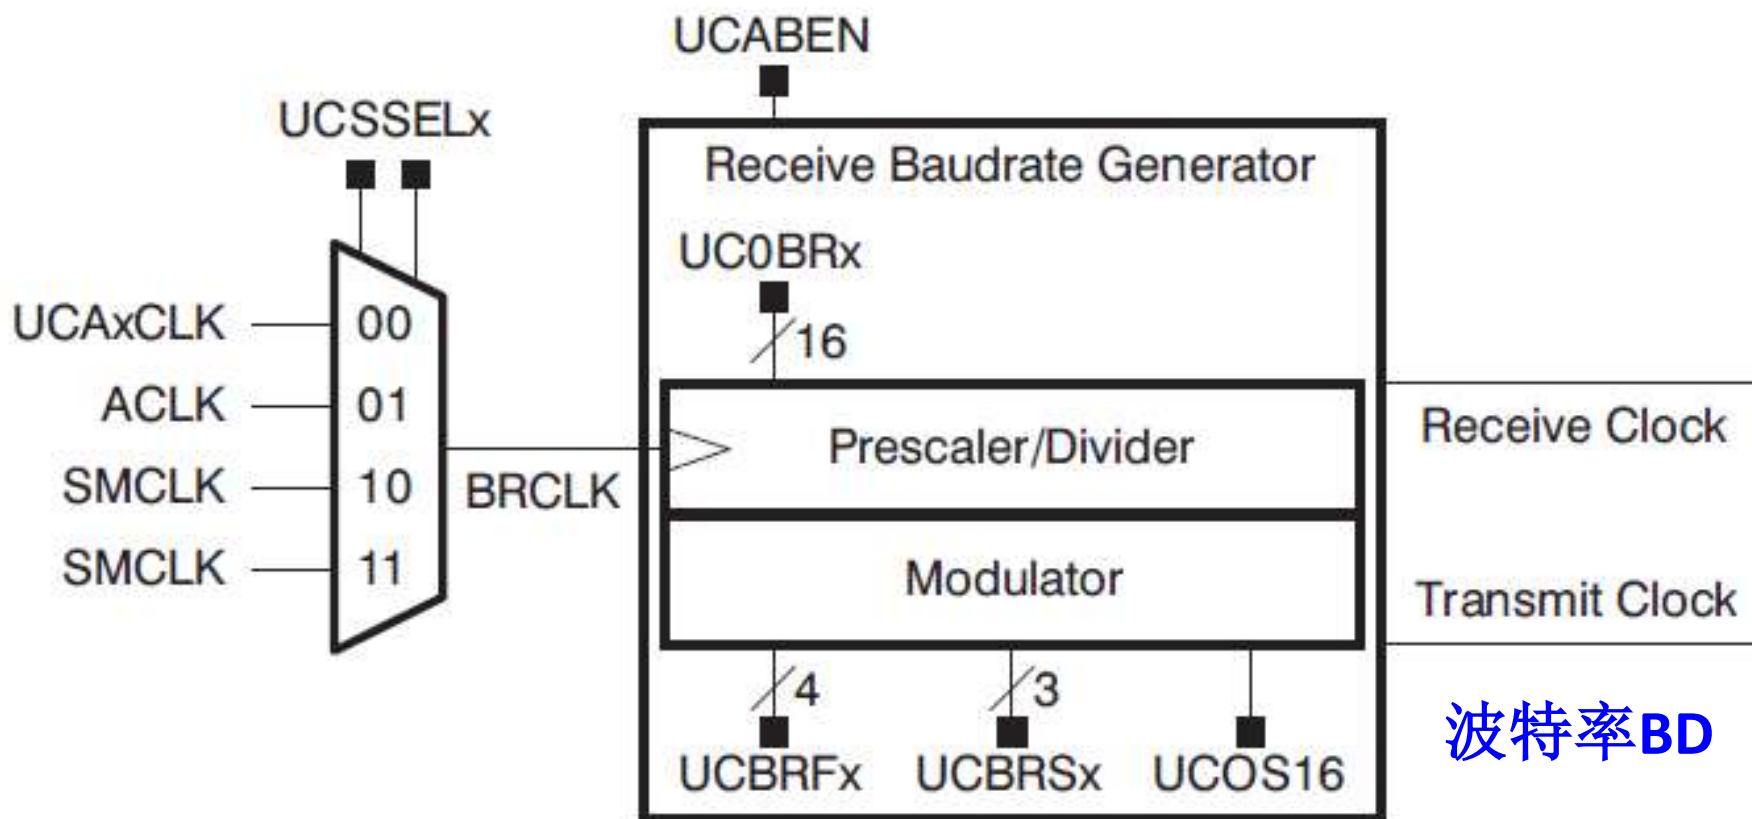 UCABEN
UCSSELx
Receive Baudrate Generator
UC0BRx
16
UCAxCLK
00
ACLK
01
SMCLK
10
SMCLK
11
BRCLK
Prescaler/Divider
Modulator
Receive Clock
Transmit Clock
4
3
UCBRFx
UCBRSx
UCOS16
波特率BD